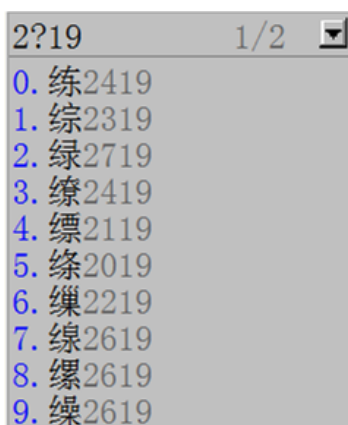 2?19 1/2
0. 练2419
1. 综2319
2. 绿2719
3. 缭2419
4. 缥2119
5. 绦2019
6. 缫2219
7. 缐2619
8. 缧2619
9. 缲2619